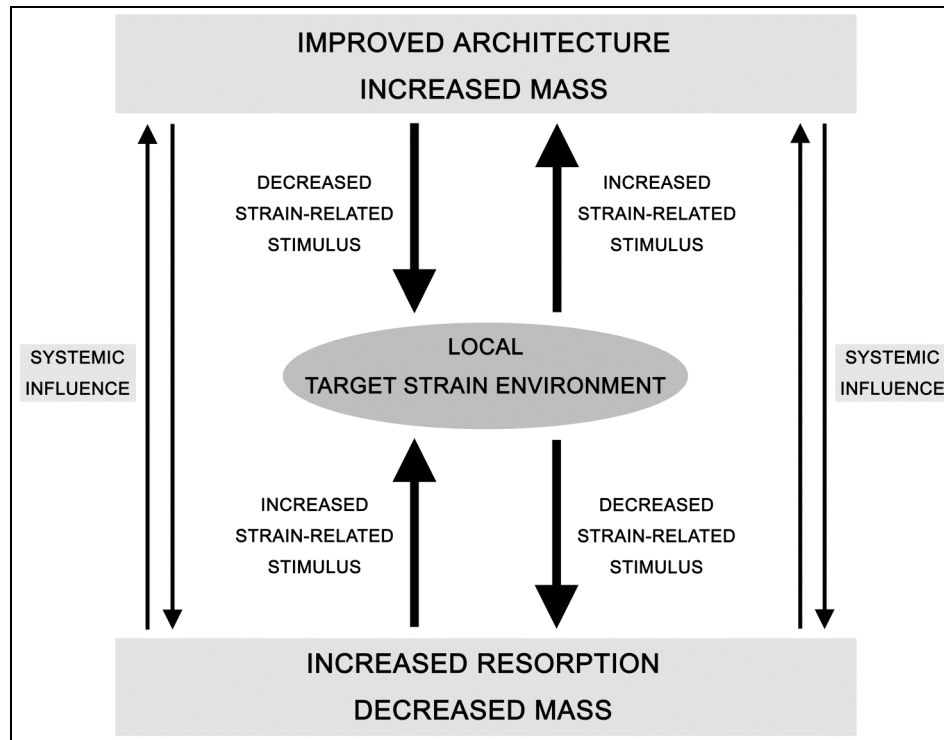 IMPROVED ARCHITECTURE
INCREASED MASS
DECREASED
STRAIN-RELATED
STIMULUS
INCREASED
STRAIN-RELATED
STIMULUS
SYSTEMIC
INFLUENCE
LOCAL
TARGET STRAIN ENVIRONMENT
SYSTEMIC
INFLUENCE
INCREASED
STRAIN-RELATED
STIMULUS
DECREASED
STRAIN-RELATED
STIMULUS
INCREASED RESORPTION
DECREASED MASS